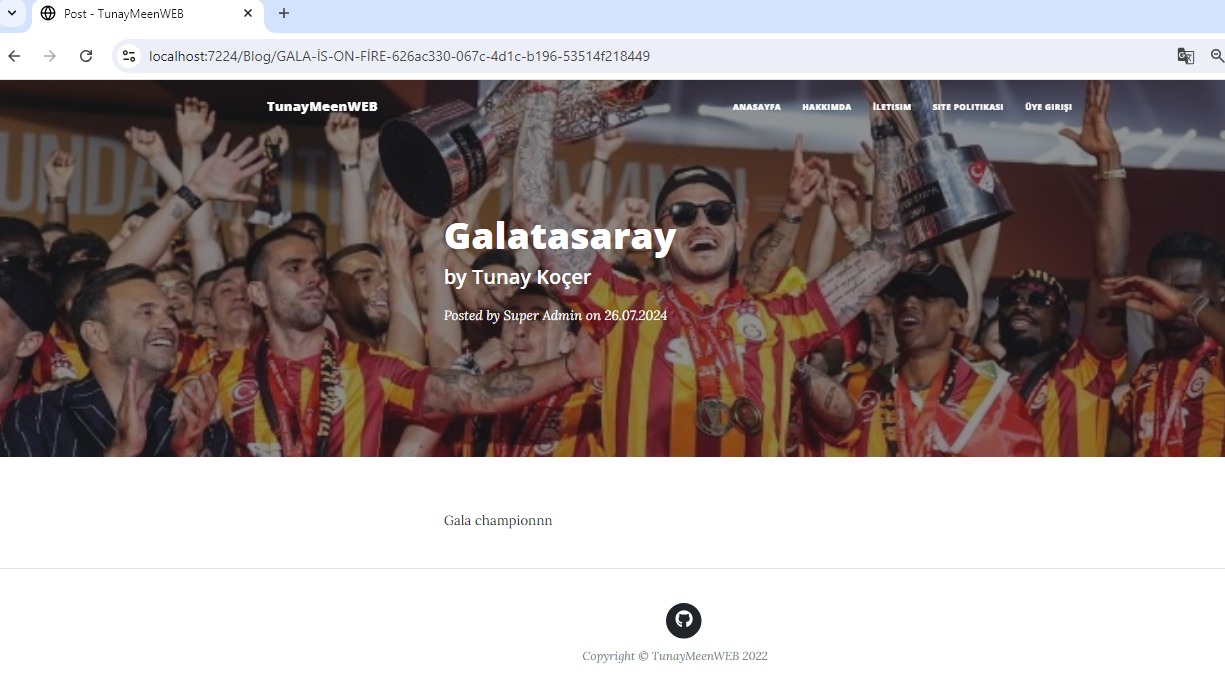 Post - TunayMeenWEB
localhost:7224/Blog/GALA-İS-ON-FİRE-626ac330-067c-4d1c-b196-53514f218449
TunayMeenWEB
ANASAYFA HAKKIMDA İLETISIM SITE POLITIKASI ÜYE GIRIŞI
Galatasaray
by Tunay Koçer
Posted by Super Admin on 26.07.2024
Gala championnn
Copyright © TunayMeenWEB 2022